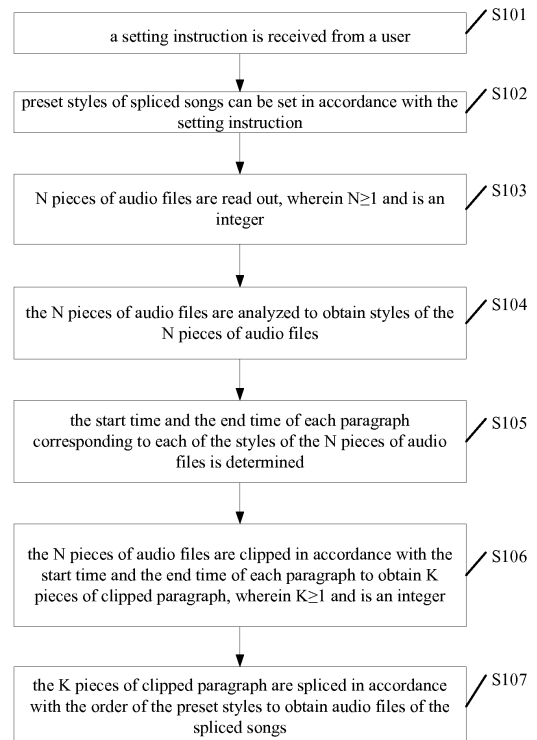 S101
a setting instruction is received from a user
S102
preset styles of spliced songs can be set in accordance with the
setting instruction
S103
N pieces of audio files are read out, wherein N≥1 and is an
integer
S104
the N pieces of audio files are analyzed to obtain styles of the
N pieces of audio files
S105
the start time and the end time of each paragraph
corresponding to each of the styles of the N pieces of audio
files is determined
S106
the N pieces of audio files are clipped in accordance with the
start time and the end time of each paragraph to obtain K
pieces of clipped paragraph, wherein K≥1 and is an integer
S107
the K pieces of clipped paragraph are spliced in accordance
with the order of the preset styles to obtain audio files of the
spliced songs